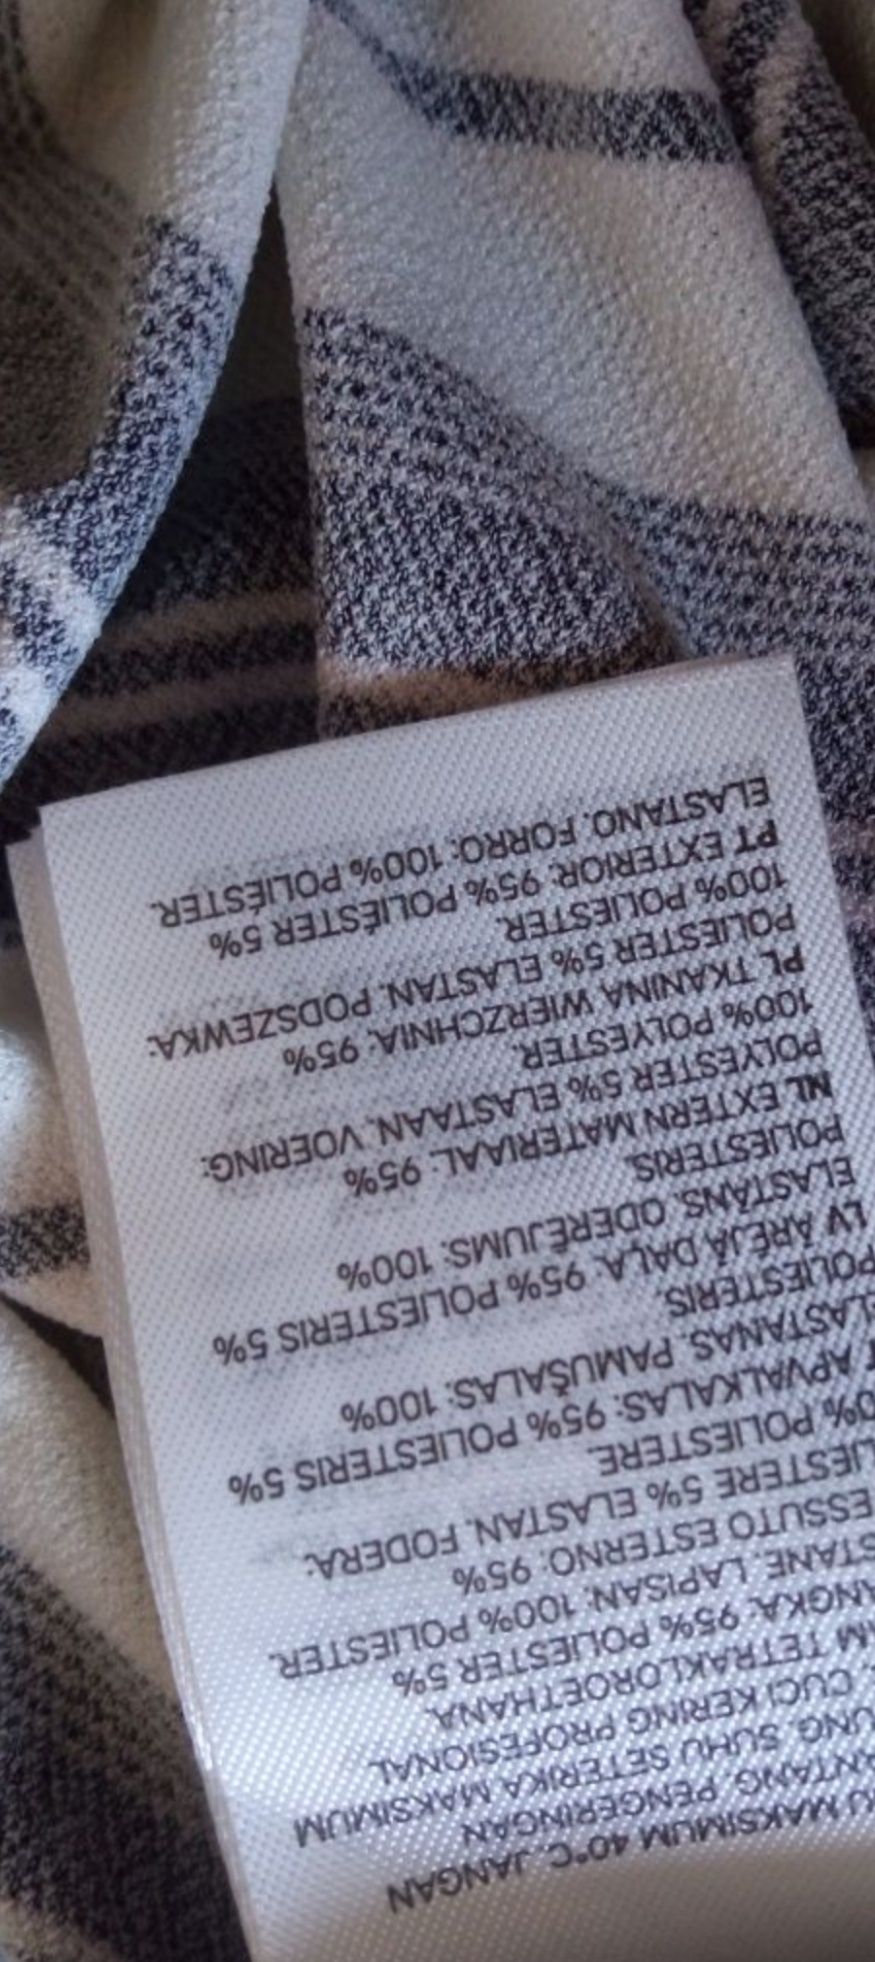 MAKSIMUM 40°C. JANGAN
PENGERINGAN
SUHU SETERIKA MAKSIMUM
CUCI KERING PROFESIONAL
TETRAKLOROETHANA.
95% POLIESTER 5%
LAPISAN: 100% POLIESTER.
ESTERNO: 95%
5% ELASTAN. FODERA:
POLIESTERE.
APVALKALAS: 95% POLIESTERIS 5%
PAMUŠALAS: 100%
POLIESTERIS.
LV ĀRĒJĀ DAĻA: 95% POLIESTERIS 5%
ELASTĀNS. ODERĒJUMS: 100%
POLIESTERIS.
NL EXTERN MATERIAAL: 95%
POLYESTER 5% ELASTAAN. VOERING:
100% POLYESTER.
PL TKANINA WIERZCHNIA: 95%
POLIESTER 5% ELASTAN. PODSZEWKA:
100% POLIESTER.
PT EXTERIOR: 95% POLIÉSTER 5%
ELASTANO. FORRO: 100% POLIÉSTER.